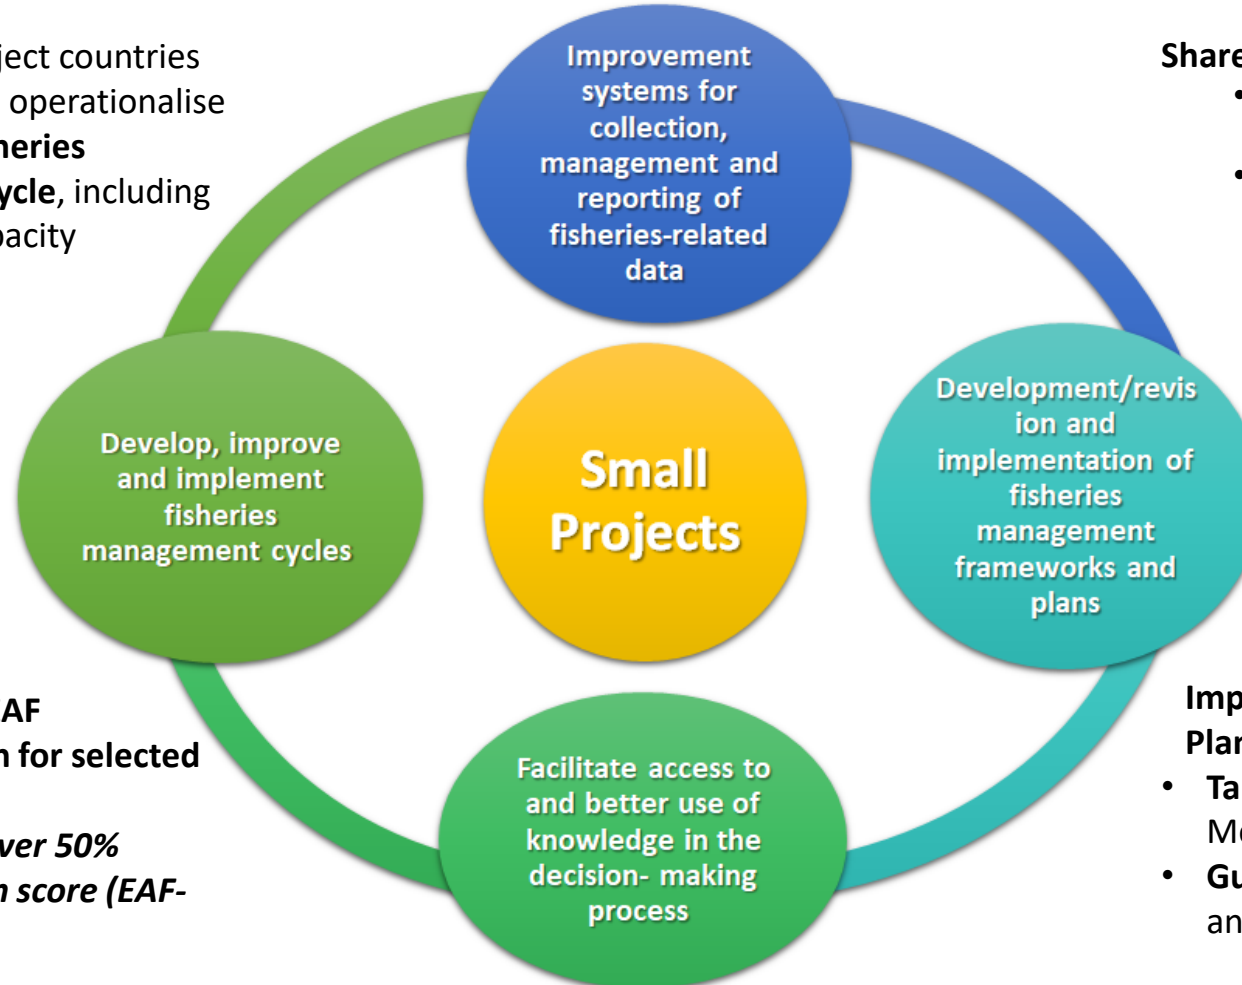 ject countries
operationalise
neries
ycle, including
pacity
Improvement
systems for
collection,
management and
reporting of
fisheries-related
data
Share
•
•
Develop, improve
and implement
fisheries
management cycles
Small
Projects
Development/revis
ion and
implementation of
fisheries
management
frameworks and
plans
AF
n for selected
ver 50%
n score (EAF-
Facilitate access to
and better use of
knowledge in the
decision- making
process
Imp
Plan
• Ta
Mo
• Gu
an